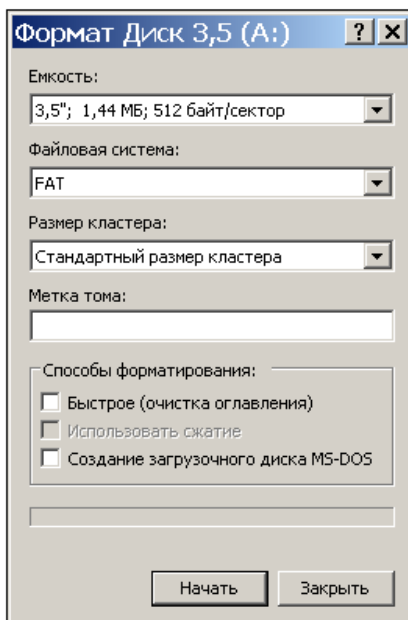 Формат Диск 3,5 (A:)
Емкость:
3,5"; 1,44 МБ; 512 байт/сектор
Файловая система:
FAT
Размер кластера:
Стандартный размер кластера
Метка тома:
Способы форматирования:
Быстрое (очистка оглавления)
Использовать сжатие
Создание загрузочного диска MS-DOS
Начать Закрыть